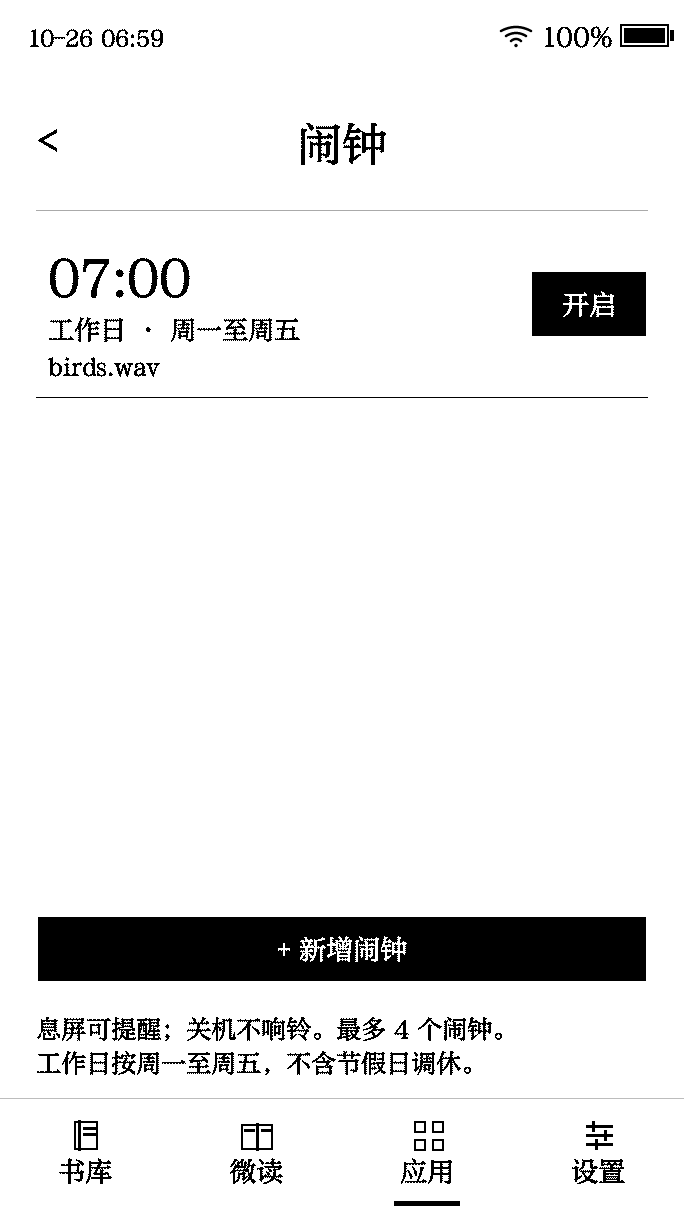 10-26 06:59 100%
< 闹钟
07:00
工作日 · 周一至周五
birds.wav
开启
+ 新增闹钟
息屏可提醒；关机不响铃。最多 4 个闹钟。
工作日按周一至周五，不含节假日调休。
书库 微读 应用 设置